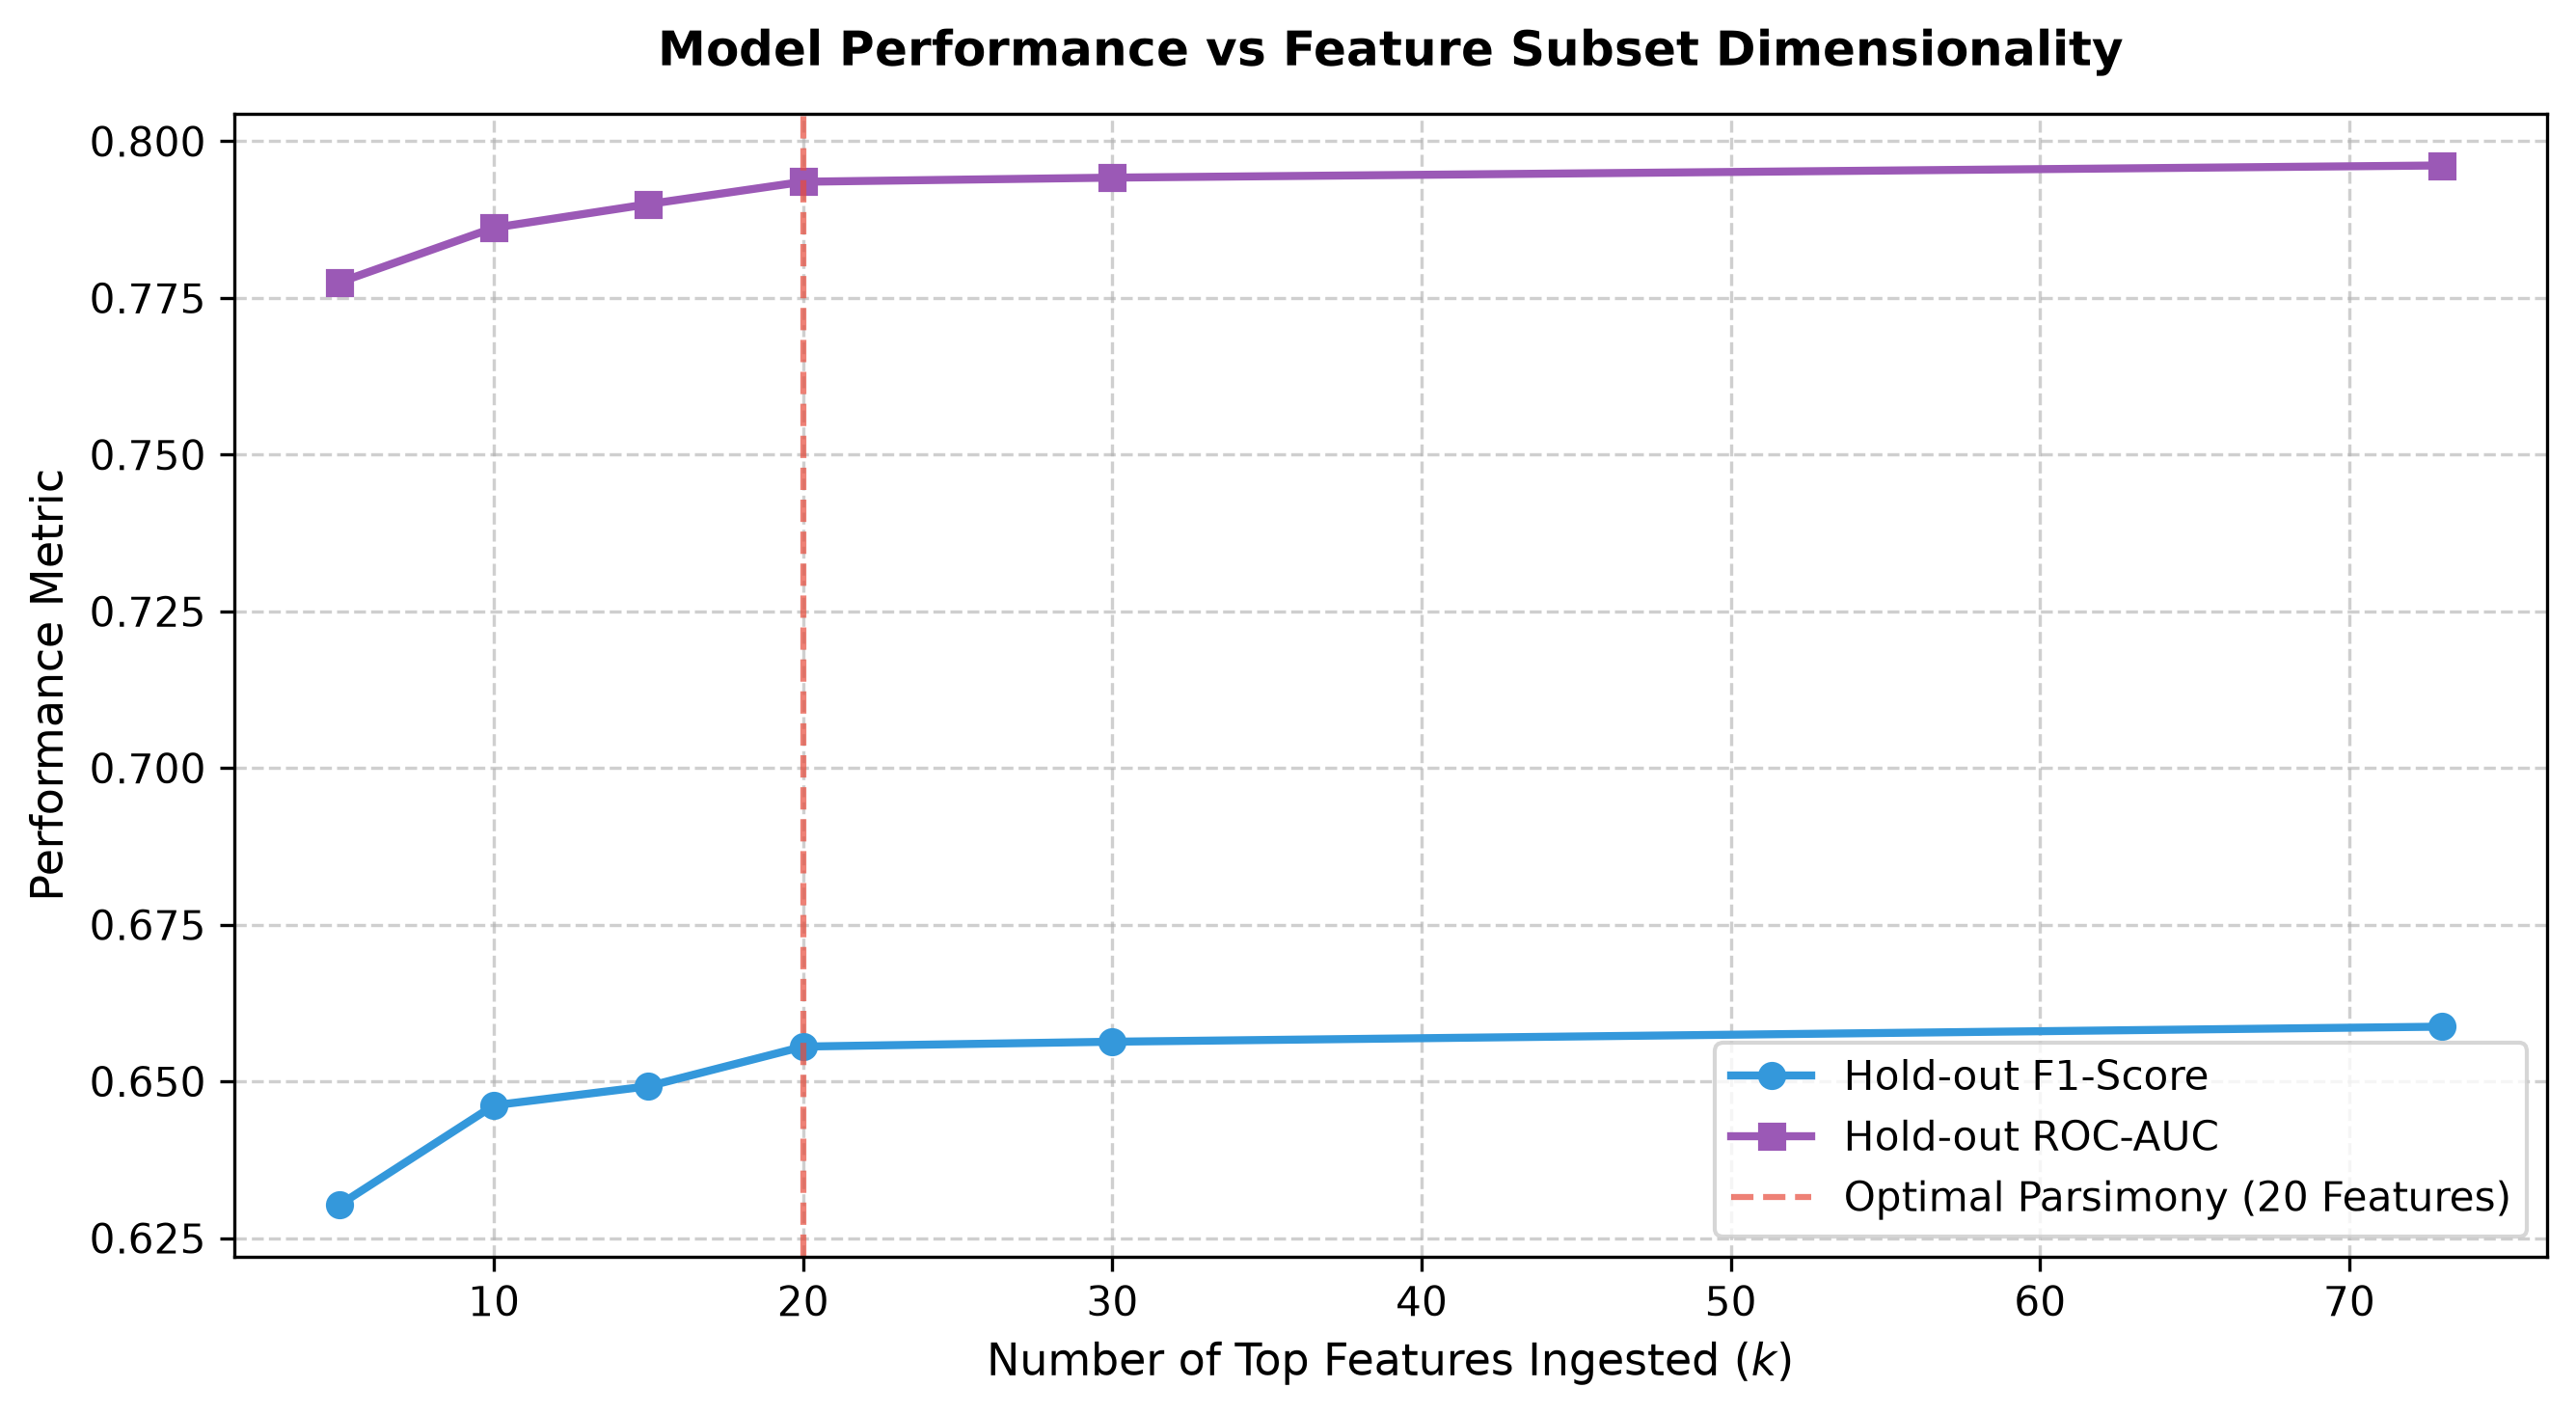 Model Performance vs Feature Subset Dimensionality
Performance Metric
0.800
0.775
0.750
0.725
0.700
0.675
0.650
0.625
10 20 30 40 50 60 70
Number of Top Features Ingested (k)
Hold-out F1-Score
Hold-out ROC-AUC
Optimal Parsimony (20 Features)